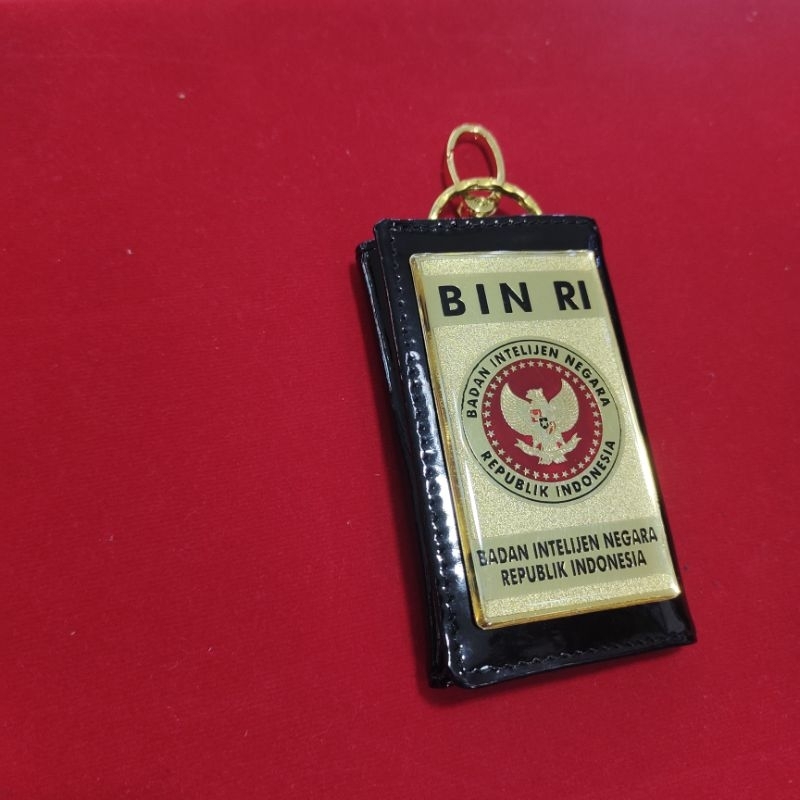 BIN RI
BADAN INTELIJEN NEGARA
REPUBLIK INDONESIA
BADAN INTELIJEN NEGARA
REPUBLIK INDONESIA